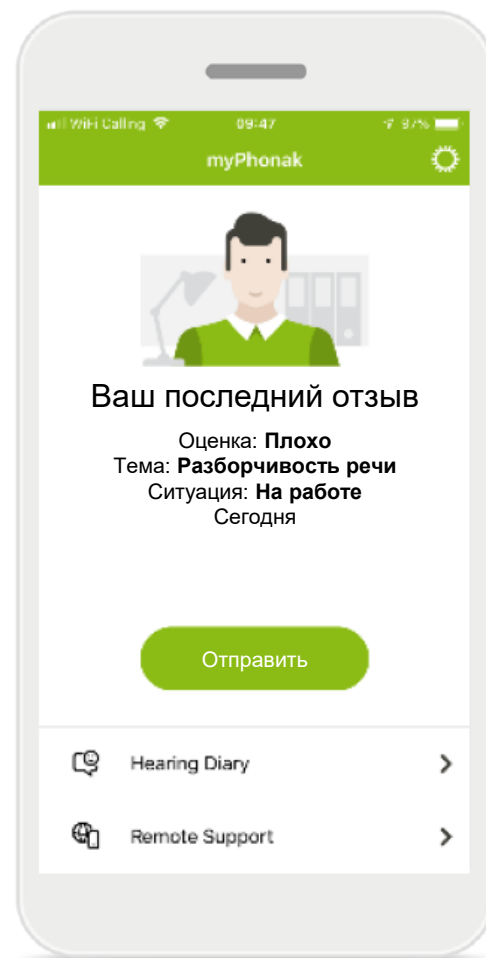 WiFi Calling 09:47 97%
myPhonak
Ваш последний отзыв
Оценка: Плохо
Тема: Разборчивость речи
Ситуация: На работе
Сегодня
Отправить
Hearing Diary
Remote Support